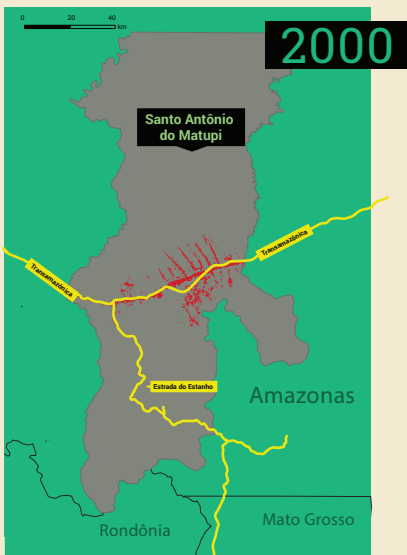 0 20 40
km
2000
Santo Antônio
do Matupi
Transamazônica
Transamazônica
Estrada do Estanho
Amazonas
Rondônia
Mato Grosso